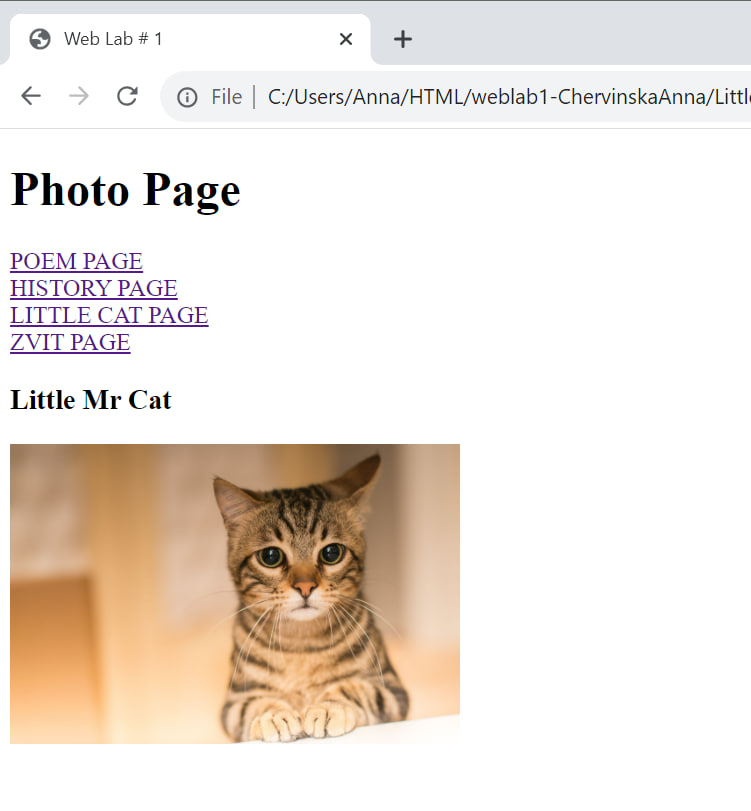 Web Lab # 1
File | C:/Users/Anna/HTML/weblab1-ChervinskaAnna/Little
Photo Page
POEM PAGE
HISTORY PAGE
LITTLE CAT PAGE
ZVIT PAGE
Little Mr Cat